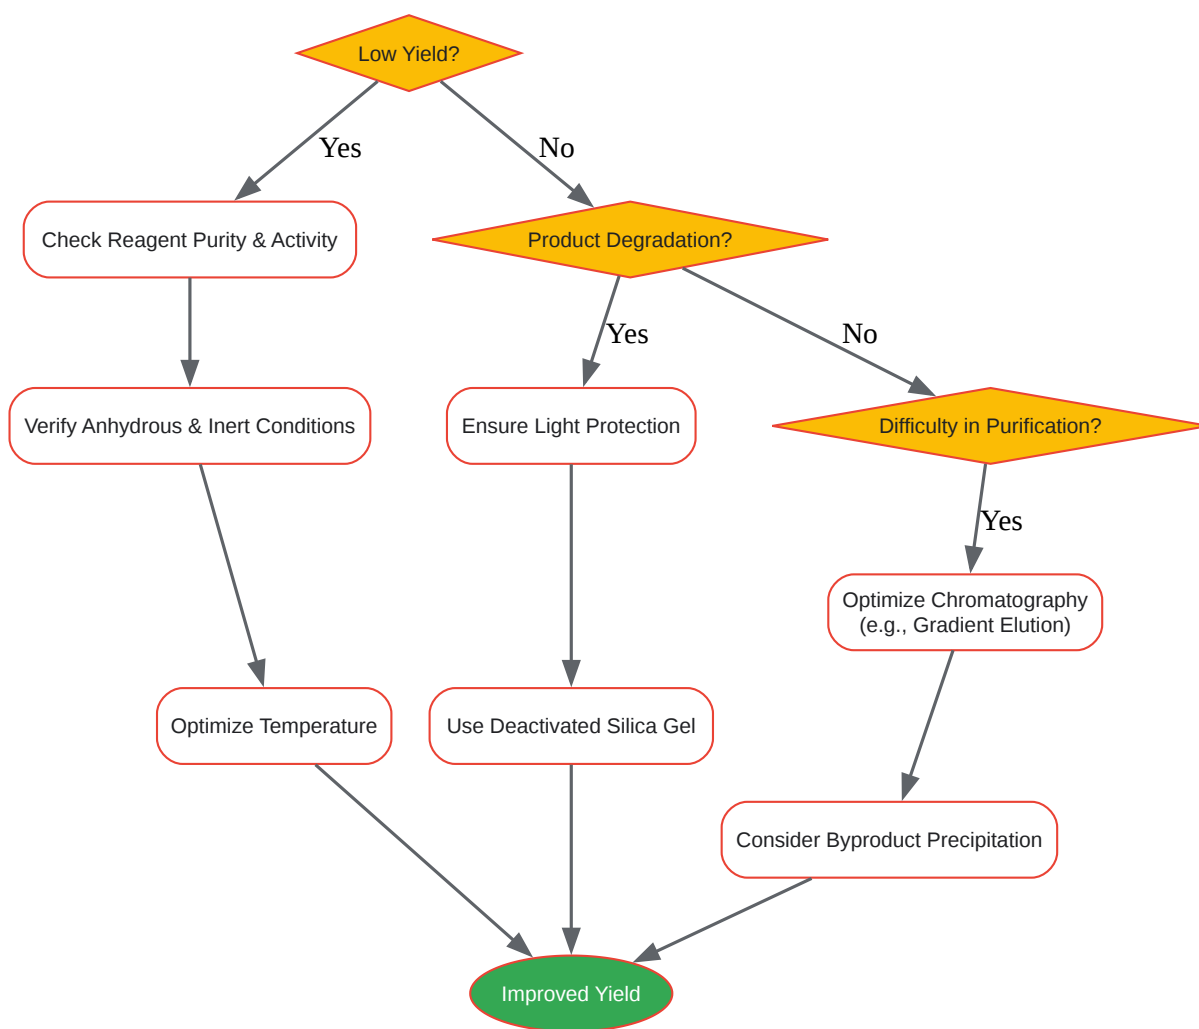 Low Yield?
Yes
No
Check Reagent Purity & Activity
Product Degradation?
Yes
No
Verify Anhydrous & Inert Conditions
Ensure Light Protection
Difficulty in Purification?
Yes
Optimize Chromatography
(e.g., Gradient Elution)
Optimize Temperature
Use Deactivated Silica Gel
Consider Byproduct Precipitation
Improved Yield